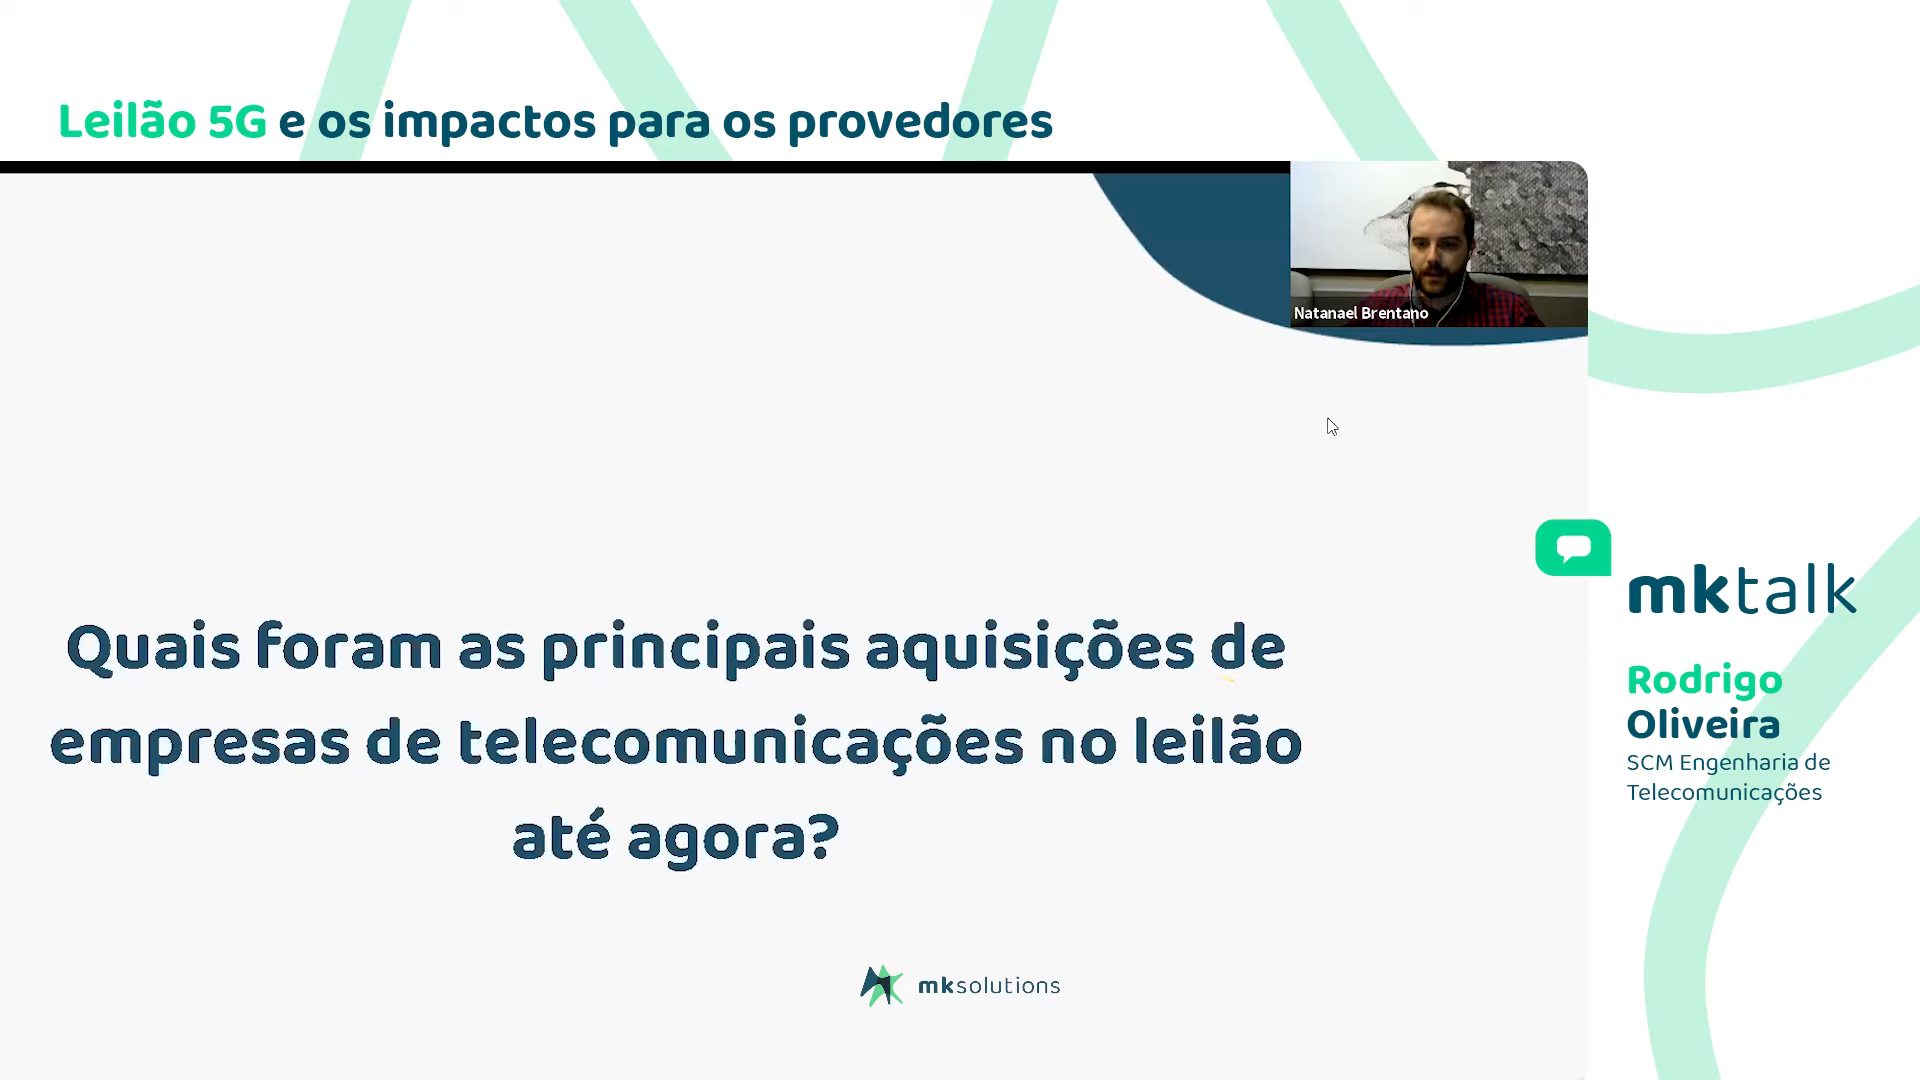 Leilão 5G e os impactos para os provedores
Natanael Brentano
Quais foram as principais aquisições de
empresas de telecomunicações no leilão
até agora?
mktalk
Rodrigo
Oliveira
SCM Engenharia de
Telecomunicações
mksolutions